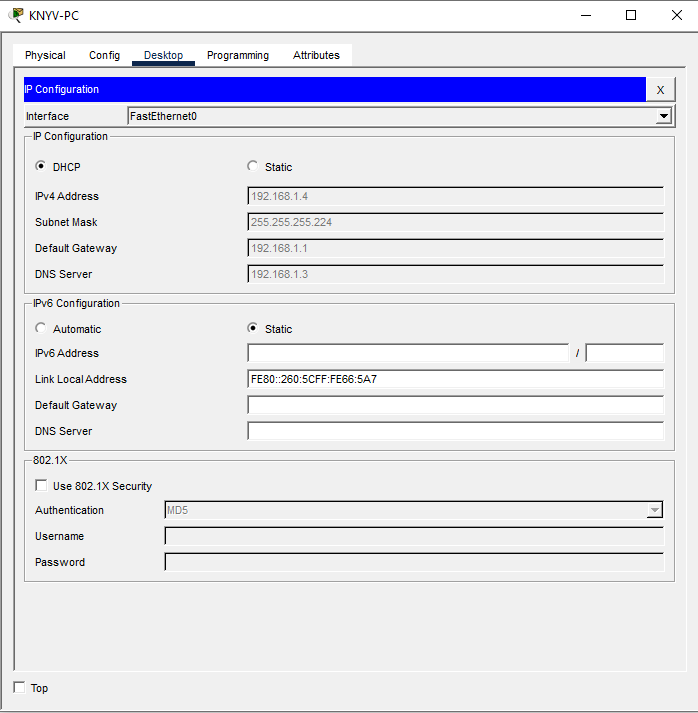 KNYV-PC
Physical Config Desktop Programming Attributes
IP Configuration X
Interface FastEthernet0
IP Configuration
DHCP Static
IPv4 Address 192.168.1.4
Subnet Mask 255.255.255.224
Default Gateway 192.168.1.1
DNS Server 192.168.1.3
IPv6 Configuration
Automatic Static
IPv6 Address /
Link Local Address FE80::260:5CFF:FE66:5A7
Default Gateway
DNS Server
802.1X
Use 802.1X Security
Authentication MD5
Username
Password
Top